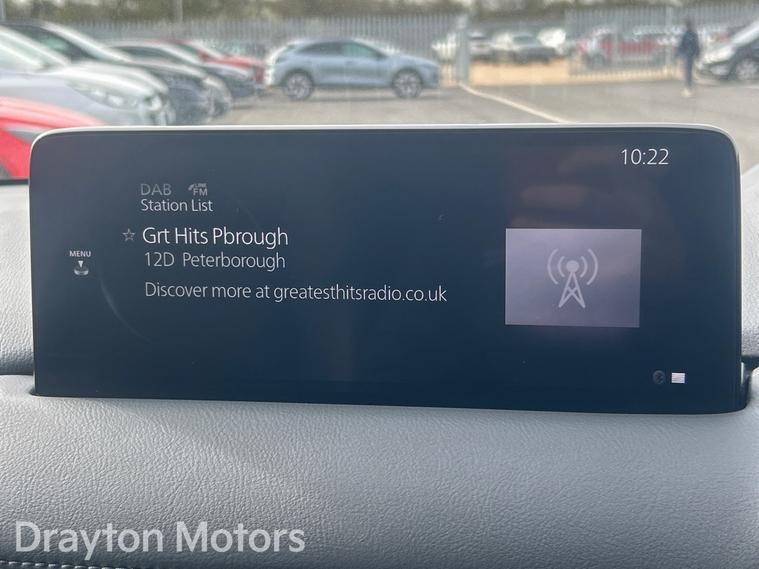 10:22
DAB LINK FM
Station List
☆ Grt Hits Pbrough
MENU
12D Peterborough
Discover more at greatesthitsradio.co.uk
Drayton Motors